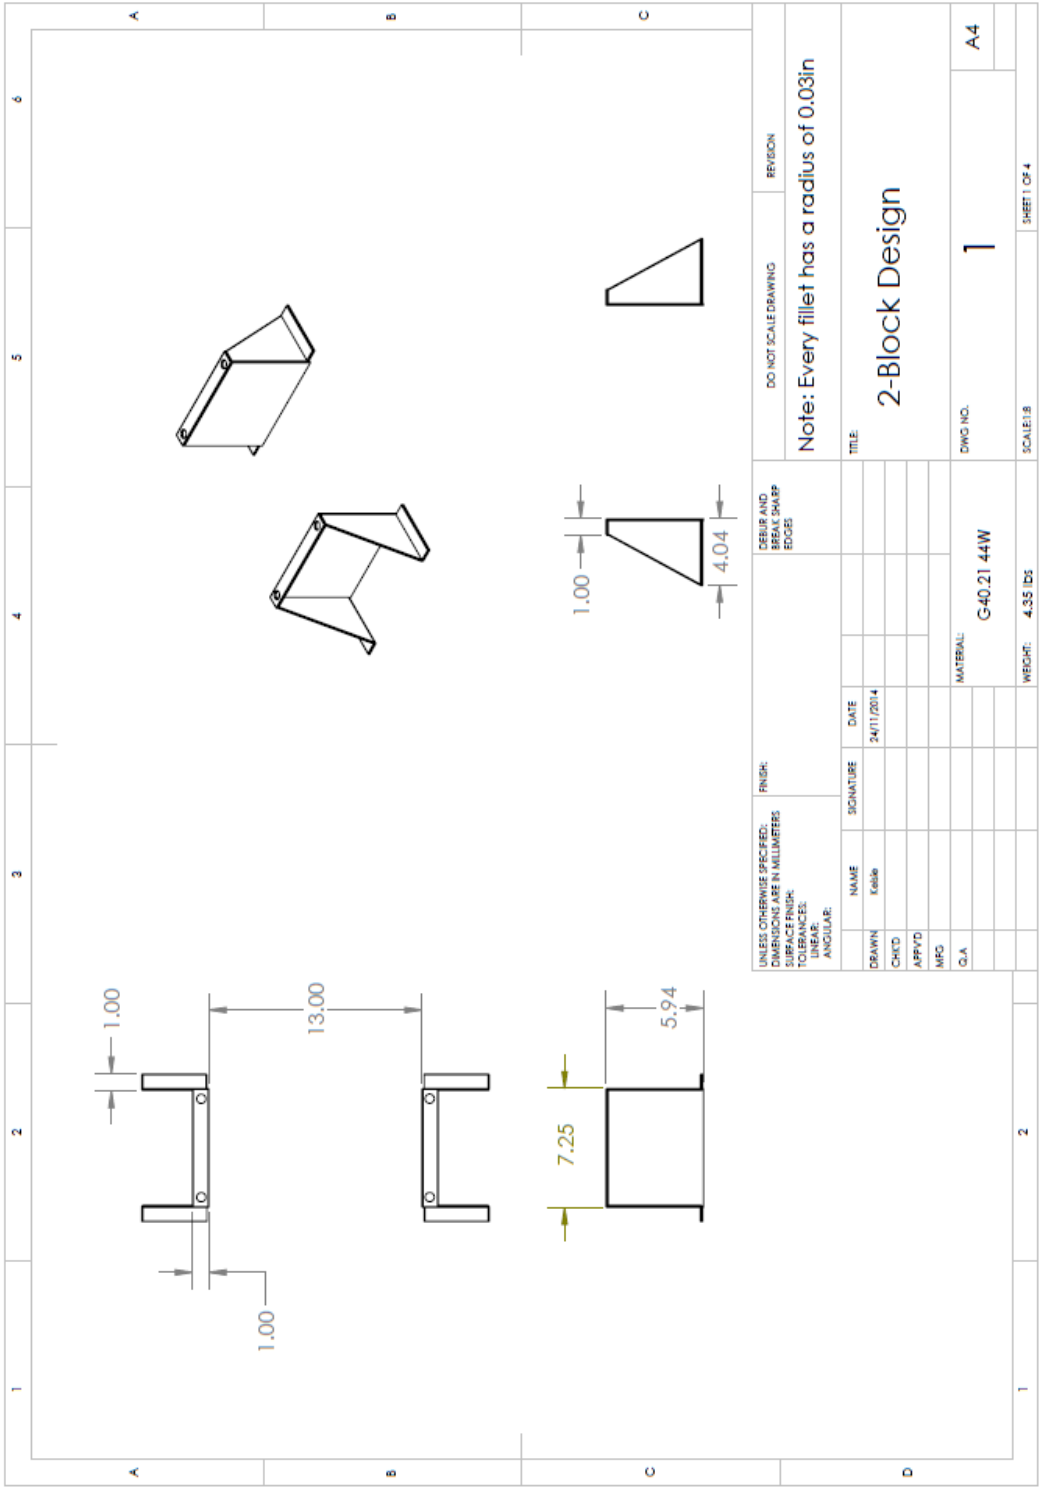 1
2
3
4
5
6
A
A
B
B
C
C
D
1
2
1.00
1.00
13.00
7.25
5.94
1.00
4.04
UNLESS OTHERWISE SPECIFIED:
DIMENSIONS ARE IN MILLIMETERS
SURFACE FINISH:
TOLERANCES:
LINEAR:
ANGULAR:
FINISH:
DEBUR AND
BREAK SHARP
EDGES
DO NOT SCALE DRAWING
REVISION
Note: Every fillet has a radius of 0.03in
NAME
SIGNATURE
DATE
DRAWN
Kelsie
24/11/2014
CHK'D
APPV'D
MFG
Q.A
TITLE:
2-Block Design
MATERIAL:
G40.21 44W
DWG NO.
1
A4
WEIGHT: 4.35 lbs
SCALE:1:8
SHEET 1 OF 4